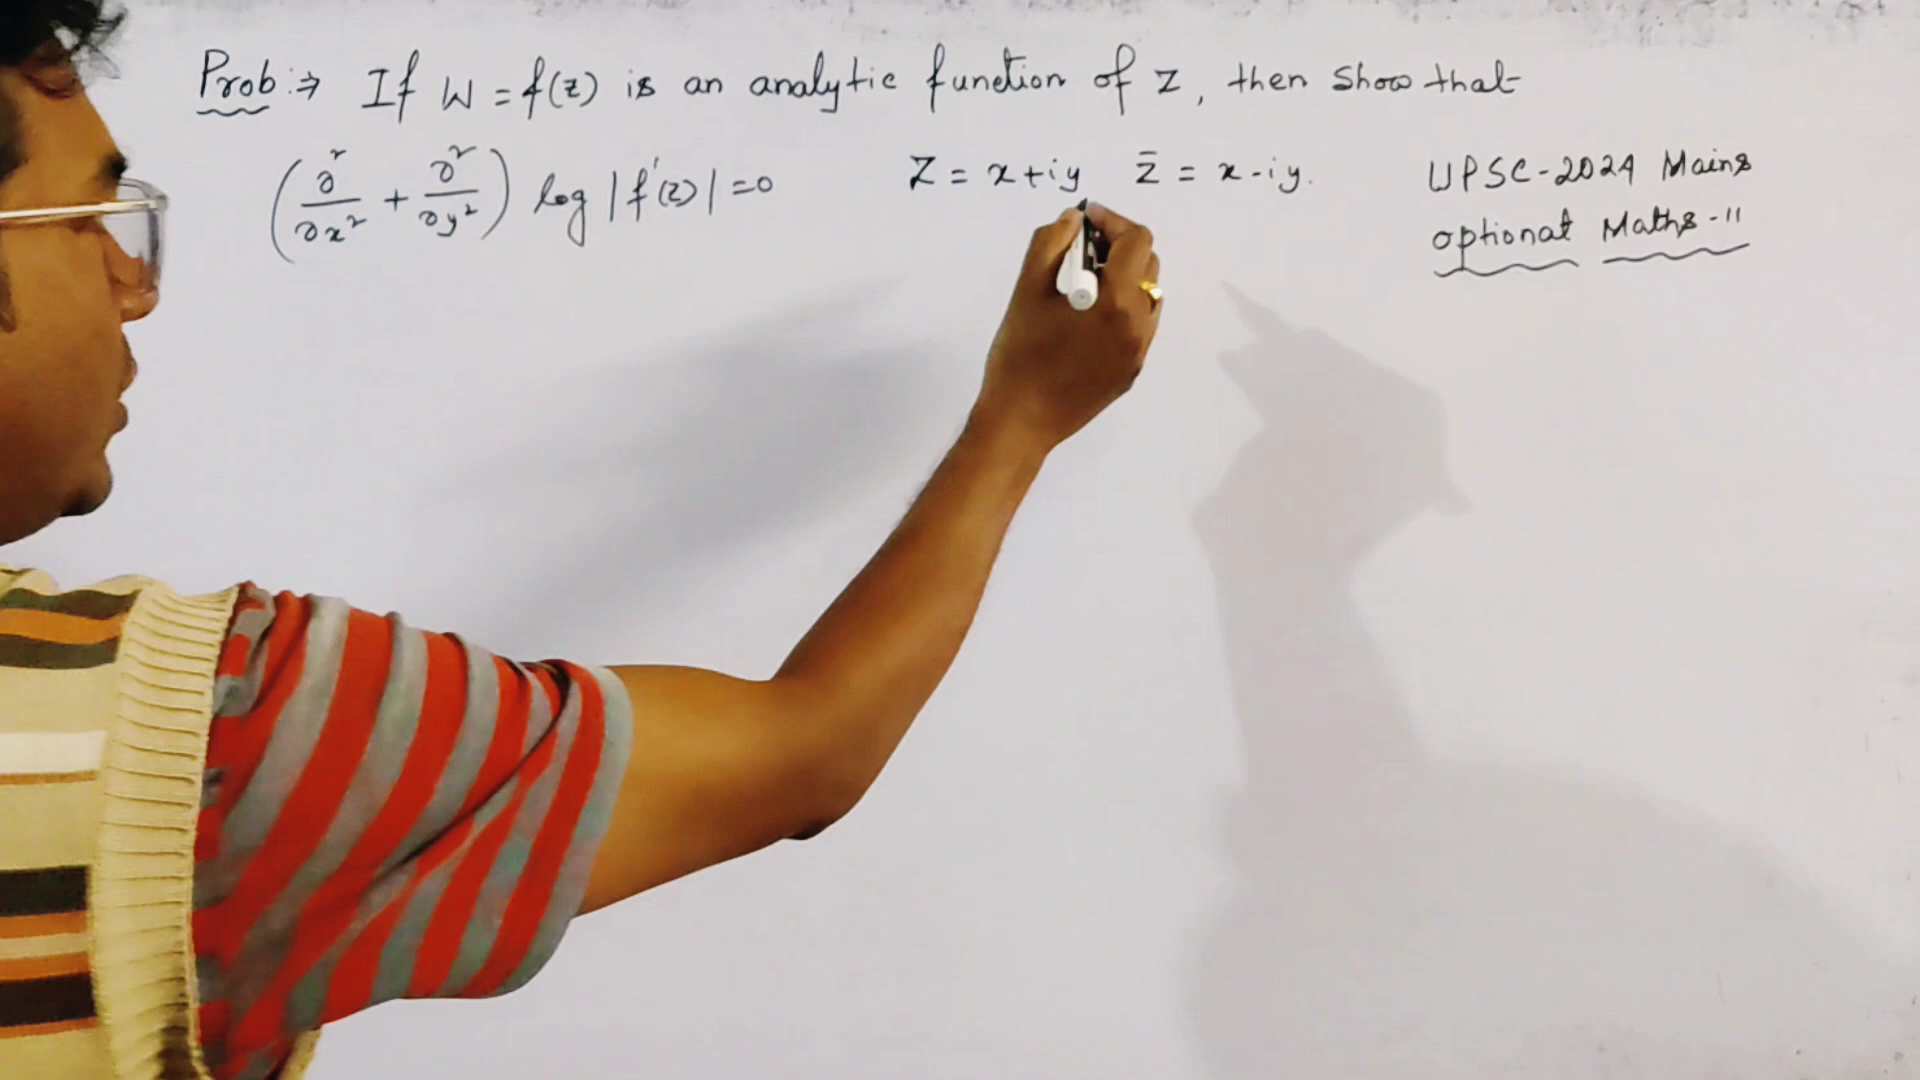 Prob :⇒ If W = f(z) is an analytic function of z, then show that
(∂²/∂x² + ∂²/∂y²) log |f'(z)| = 0
Z = x+iy   z̄ = x-iy.
UPSC-2024 Mains
optional Maths-II